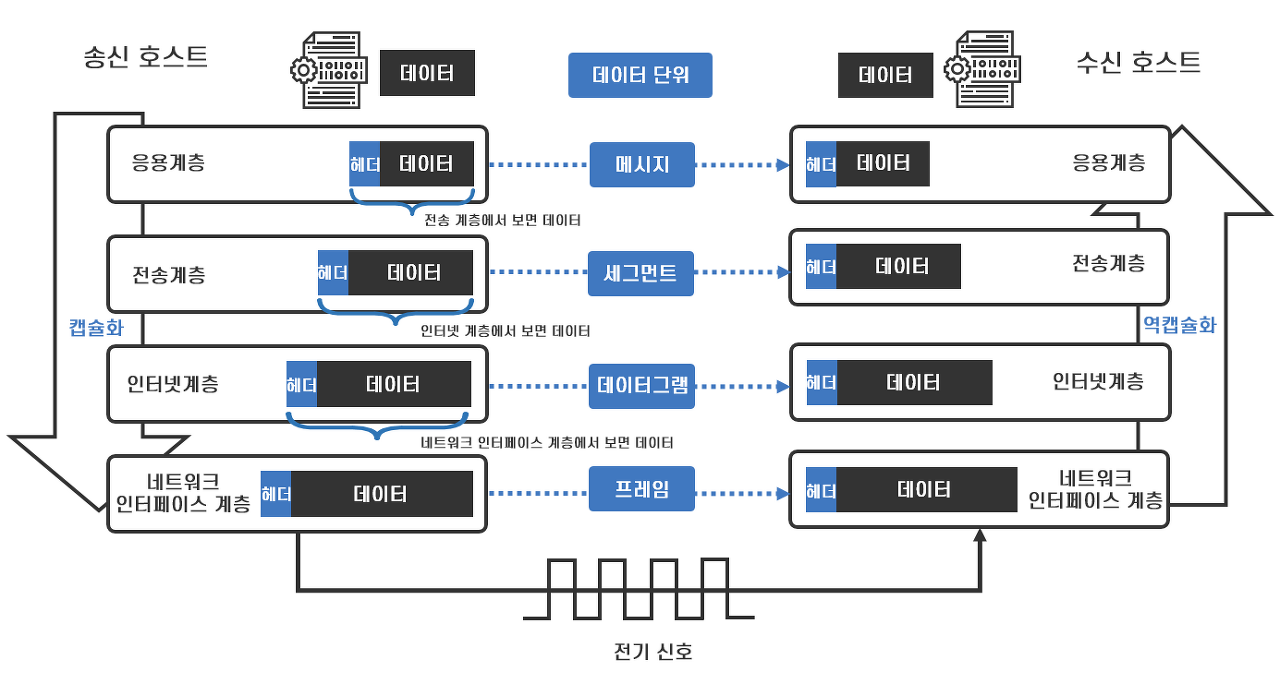 송신 호스트
데이터
데이터 단위
데이터
수신 호스트
응용계층
헤더
데이터
메시지
헤더
데이터
응용계층
전송 계층에서 보면 데이터
전송계층
헤더
데이터
세그먼트
헤더
데이터
전송계층
캡슐화
인터넷 계층에서 보면 데이터
역캡슐화
인터넷계층
헤더
데이터
데이터그램
헤더
데이터
인터넷계층
네트워크 인터페이스 계층에서 보면 데이터
네트워크
인터페이스 계층
헤더
데이터
프레임
헤더
데이터
네트워크
인터페이스 계층
전기 신호